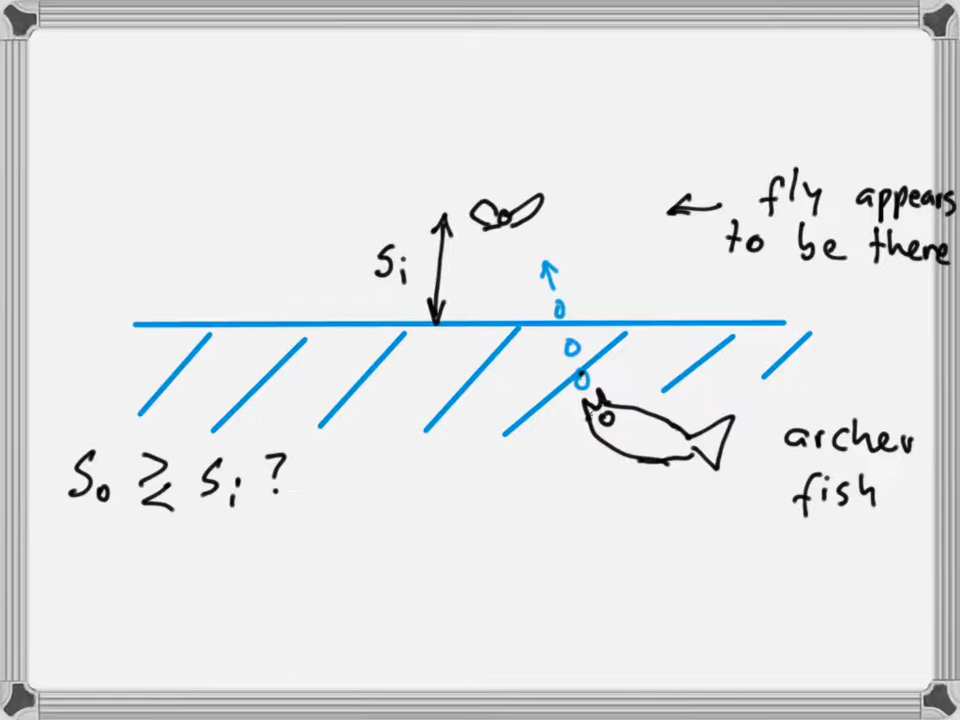 fly appears
to be there
Si
archer
fish
So ≷ Si ?